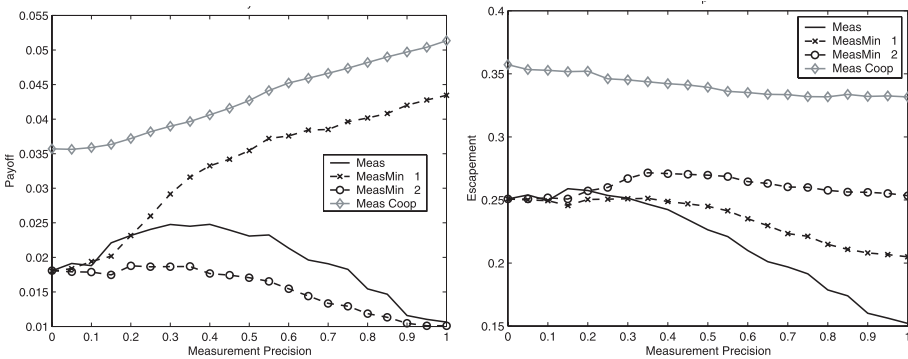 0.055
0.05
0.045
0.04
0.035
0.03
0.025
0.02
0.015
0.01
Payoff
0 0.1 0.2 0.3 0.4 0.5 0.6 0.7 0.8 0.9 1
Measurement Precision
Meas
MeasMin 1
MeasMin 2
Meas Coop
0.4
0.35
0.3
0.25
0.2
0.15
Escapement
0 0.1 0.2 0.3 0.4 0.5 0.6 0.7 0.8 0.9 1
Measurement Precision
Meas
MeasMin 1
MeasMin 2
Meas Coop